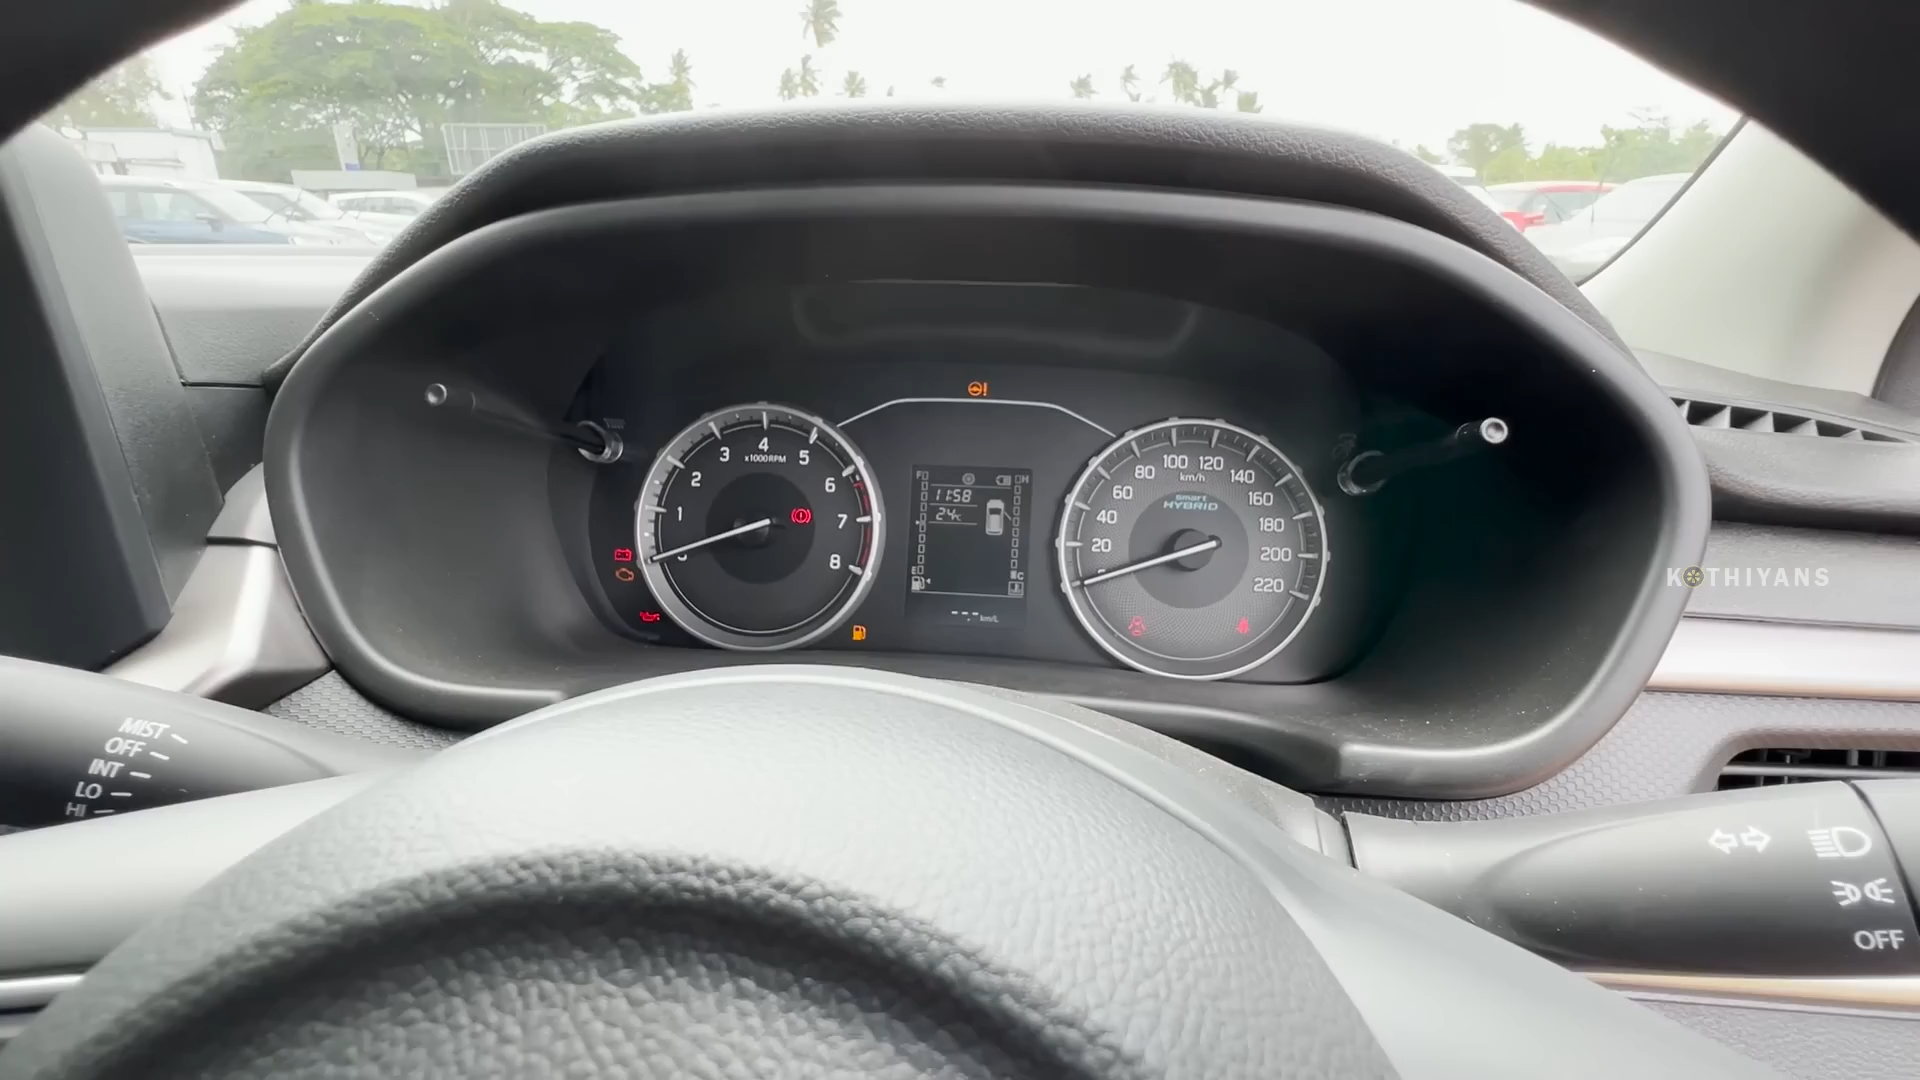 1
2
3
4
5
6
7
8
x1000RPM
F
E
11:58
24°C
H
C
---
km/L
20
40
60
80
100
120
140
160
180
200
220
km/h
smart
HYBRID
KOTHIYANS
MIST
OFF
INT
LO
HI
OFF